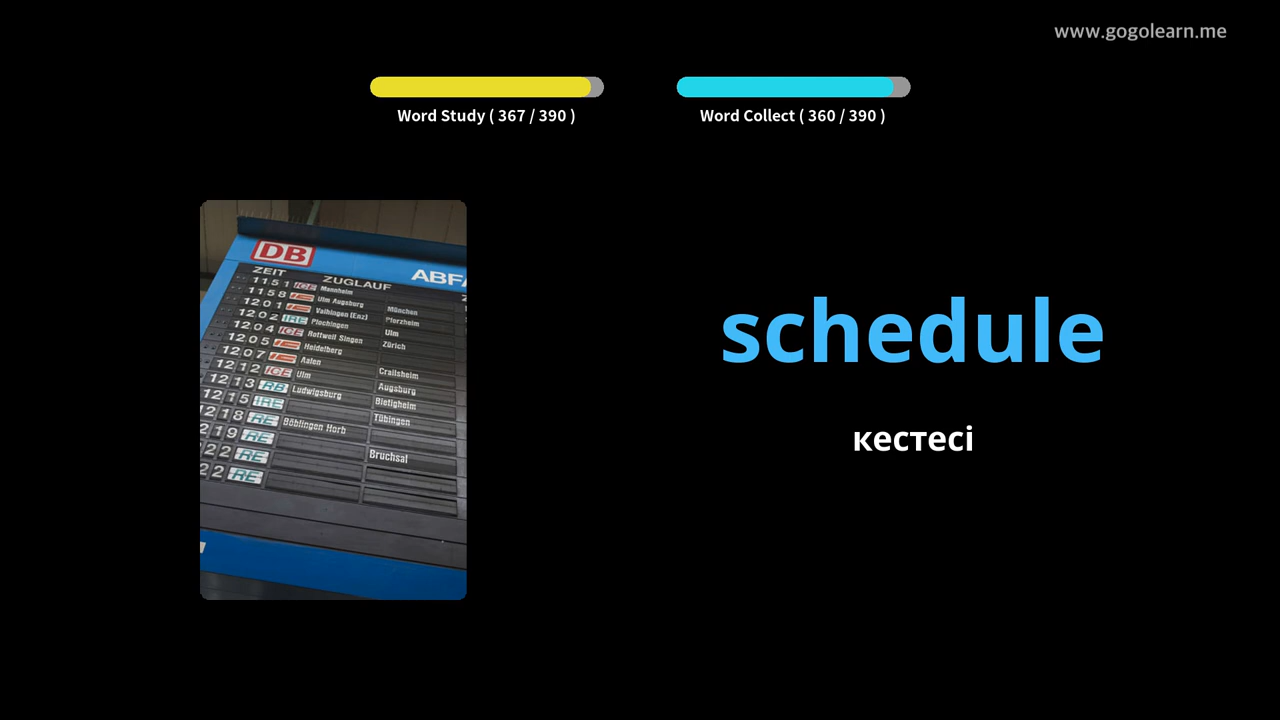 www.gogolearn.me
Word Study ( 367 / 390 )
Word Collect ( 360 / 390 )
DB
ZEIT ZUGLAUF ABFA
1151 ICE Mannheim
1158 Ulm Augsburg München
1201 Vaihingen (Enz) Pforzheim
1202 IRE Plochingen Ulm
1204 ICE Rottweil Singen Zürich
1205 Heidelberg
1207 Aalen Crailsheim
1212 ICE Ulm Augsburg
1213 RB Ludwigsburg Bietigheim
1215 IRE Tübingen
1218 RE Böblingen Horb
219 RE
22 RE Bruchsal
22 RE
schedule
кестесі